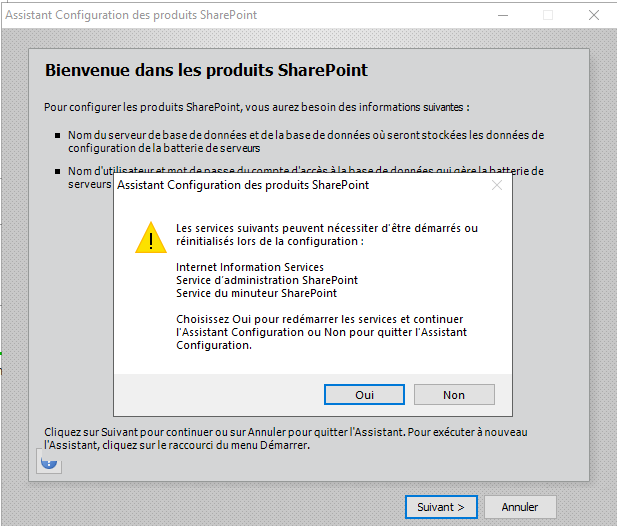 Assistant Configuration des produits SharePoint
Bienvenue dans les produits SharePoint
Pour configurer les produits SharePoint, vous aurez besoin des informations suivantes :
Nom du serveur de base de données et de la base de données où seront stockées les données de
configuration de la batterie de serveurs
Nom d'utilisateur et mot de passe du compte d'accès à la base de données qui gère la batterie de
serveurs
Assistant Configuration des produits SharePoint
Les services suivants peuvent nécessiter d'être démarrés ou
réinitialisés lors de la configuration :
Internet Information Services
Service d'administration SharePoint
Service du minuteur SharePoint
Choisissez Oui pour redémarrer les services et continuer
l'Assistant Configuration ou Non pour quitter l'Assistant
Configuration.
Oui
Non
Cliquez sur Suivant pour continuer ou sur Annuler pour quitter l'Assistant. Pour exécuter à nouveau
l'Assistant, cliquez sur le raccourci du menu Démarrer.
Suivant >
Annuler